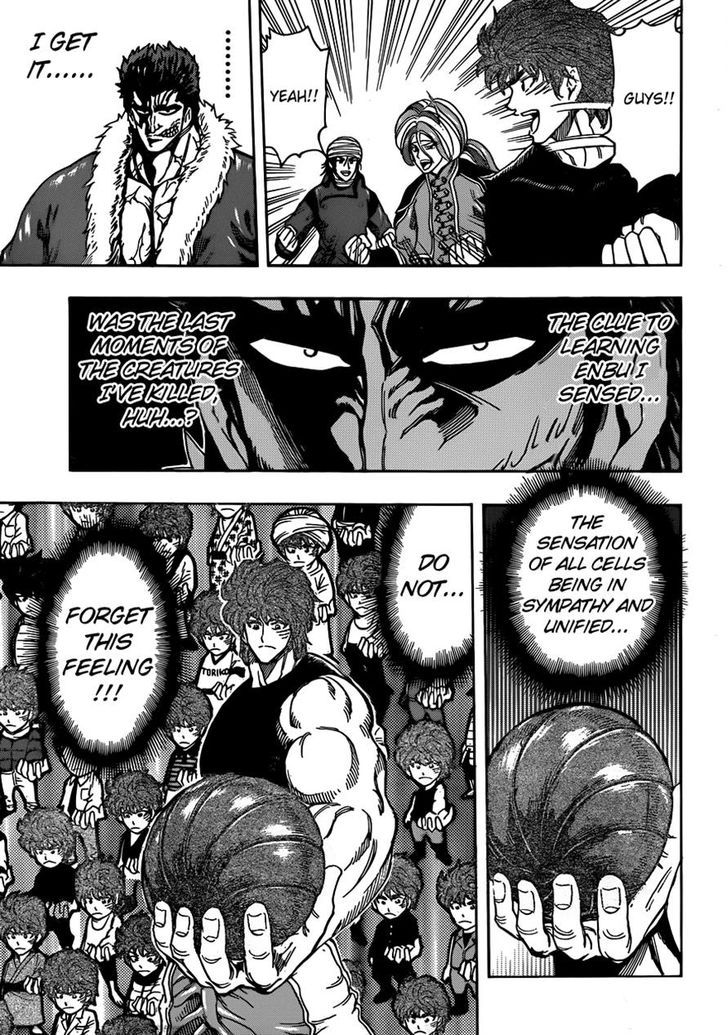 GUYS!!
YEAH!!
........
I GET
IT......
THE CLUE TO
LEARNING
ENBU I
SENSED...
WAS THE LAST
MOMENTS OF
THE CREATURES
I'VE KILLED,
HUH...?
THE
SENSATION
OF ALL CELLS
BEING IN
SYMPATHY AND
UNIFIED...
DO
NOT...
FORGET
THIS
FEELING
!!!
TORIKO